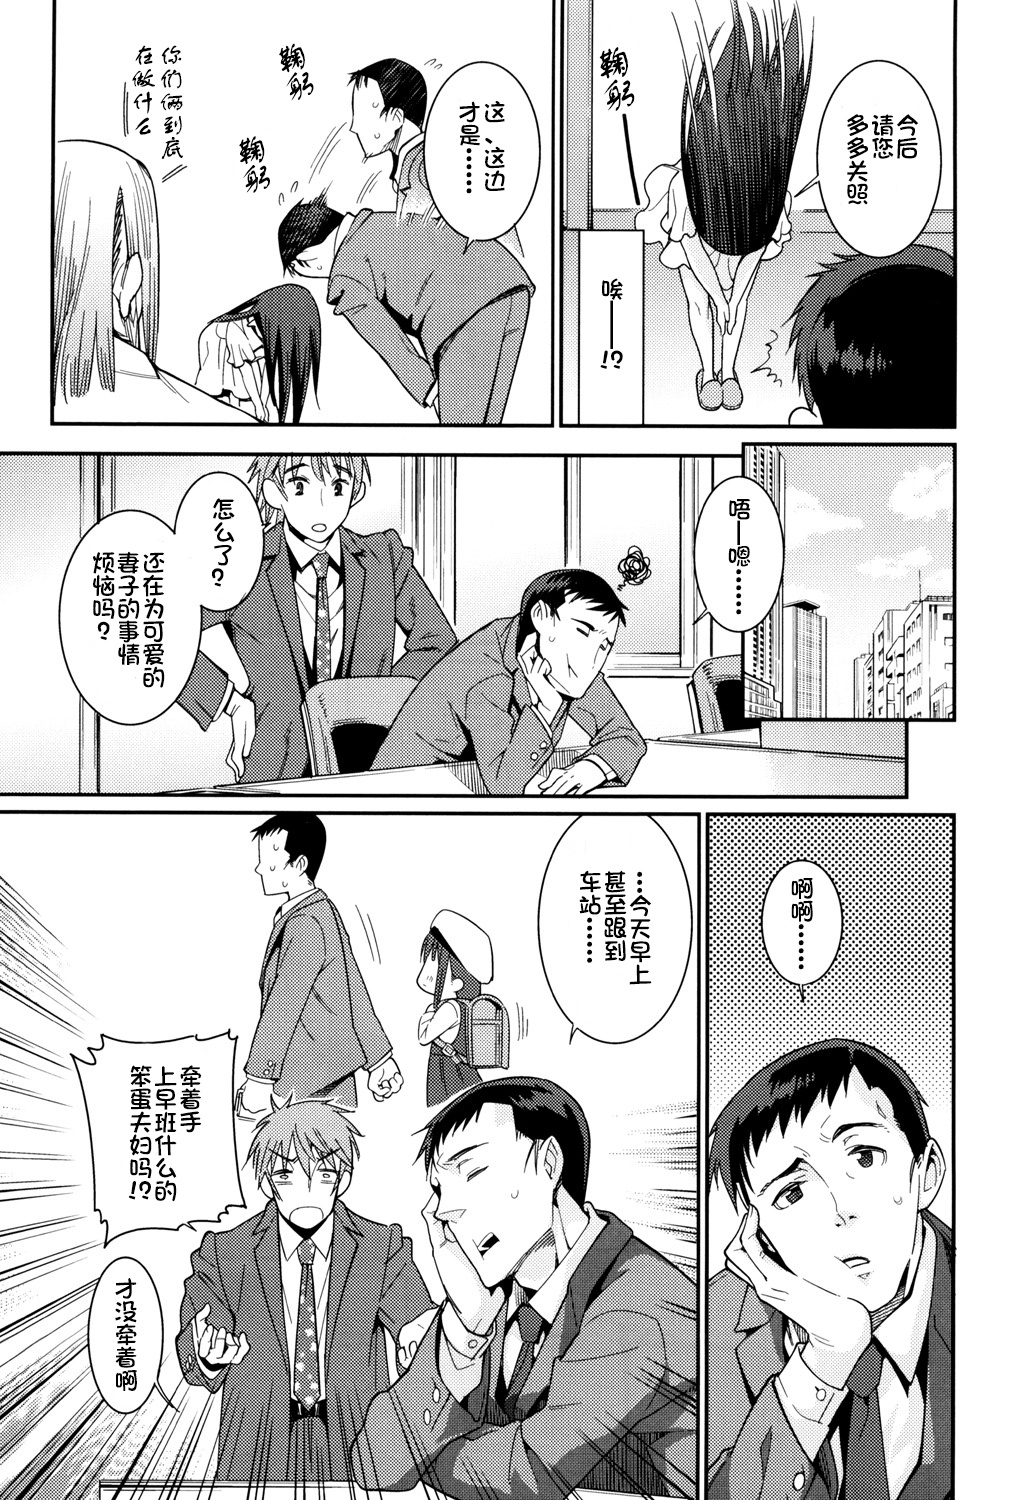 今后
请您
多多关照
鞠躬
唉——!?
这、这边
才是……
鞠躬
鞠躬
你们俩到底
在做什么
唔—嗯……
怎么了?
还在为可爱的
妻子的事情
烦恼吗?
啊啊……
…今天早上
甚至跟到
车站……
牵着手
上早班什么的
笨蛋夫妇吗!?
才没牵着啊